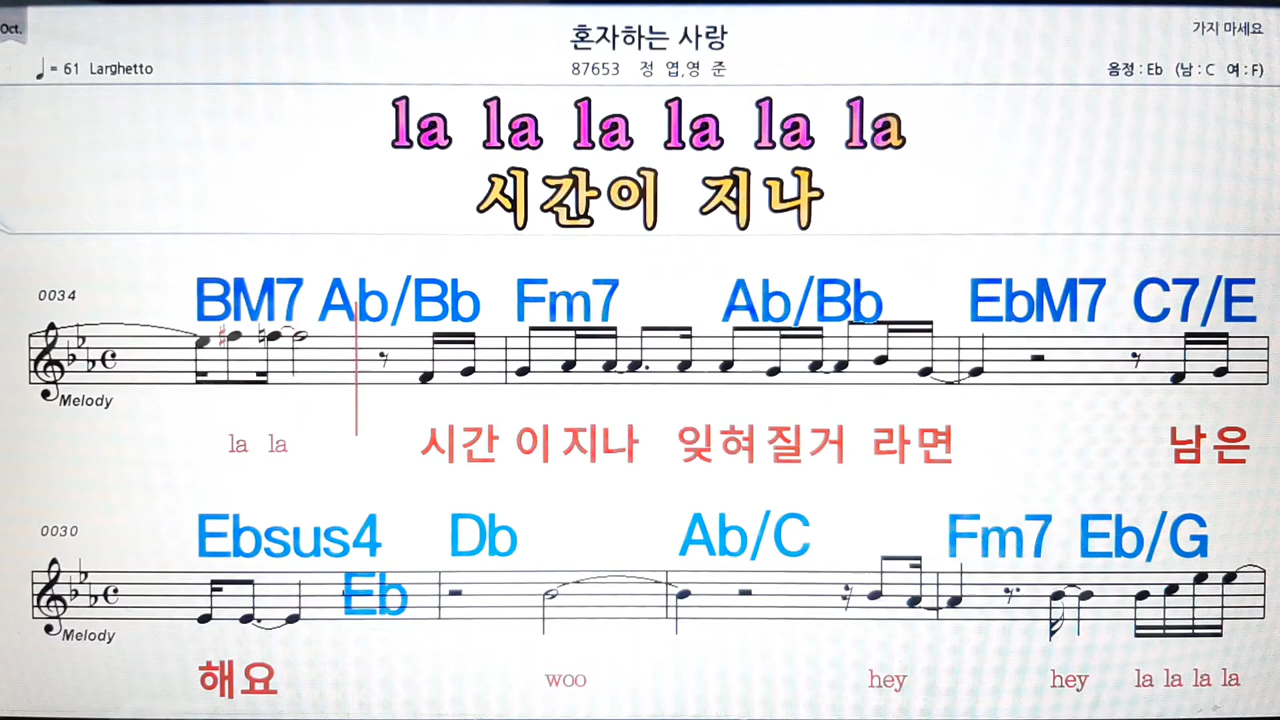 Oct.
혼자하는 사랑
가지 마세요
♩= 61 Larghetto
87653 정 엽,영 준
음정 : Eb (남 : C 여 : F)
la la la la la la
시간이 지나
BM7 Ab/Bb Fm7 Ab/Bb EbM7 C7/E
0034
Melody
la la 시간 이 지나 잊혀 질거 라면 남은
Ebsus4 Db Ab/C Fm7 Eb/G
0030
Eb
Melody
해요 woo hey hey la la la la